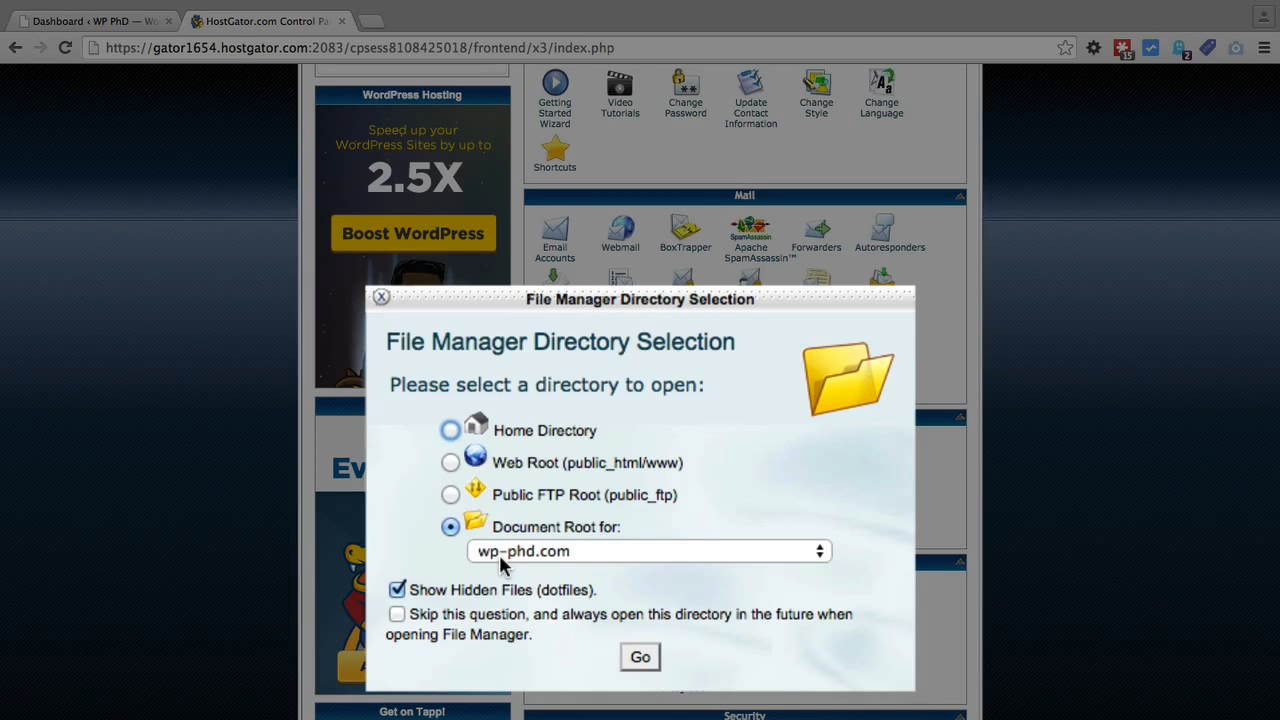 Dashboard ‹ WP PhD — Wo
HostGator.com Control Pa
https://gator1654.hostgator.com:2083/cpsess8108425018/frontend/x3/index.php
15
2
WordPress Hosting
Speed up your
WordPress Sites by up to
2.5X
Boost WordPress
Getting Started Wizard
Video Tutorials
Change Password
Update Contact Information
Change Style
Change Language
Shortcuts
Mail
Email Accounts
Webmail
BoxTrapper
SPAMASSASSIN
Apache SpamAssassin™
Forwarders
Autoresponders
File Manager Directory Selection
File Manager Directory Selection
Please select a directory to open:
Home Directory
Web Root (public_html/www)
Public FTP Root (public_ftp)
Document Root for:
wp-phd.com
Show Hidden Files (dotfiles).
Skip this question, and always open this directory in the future when
opening File Manager.
Go
Ev
A
Get on Tapp!
Security